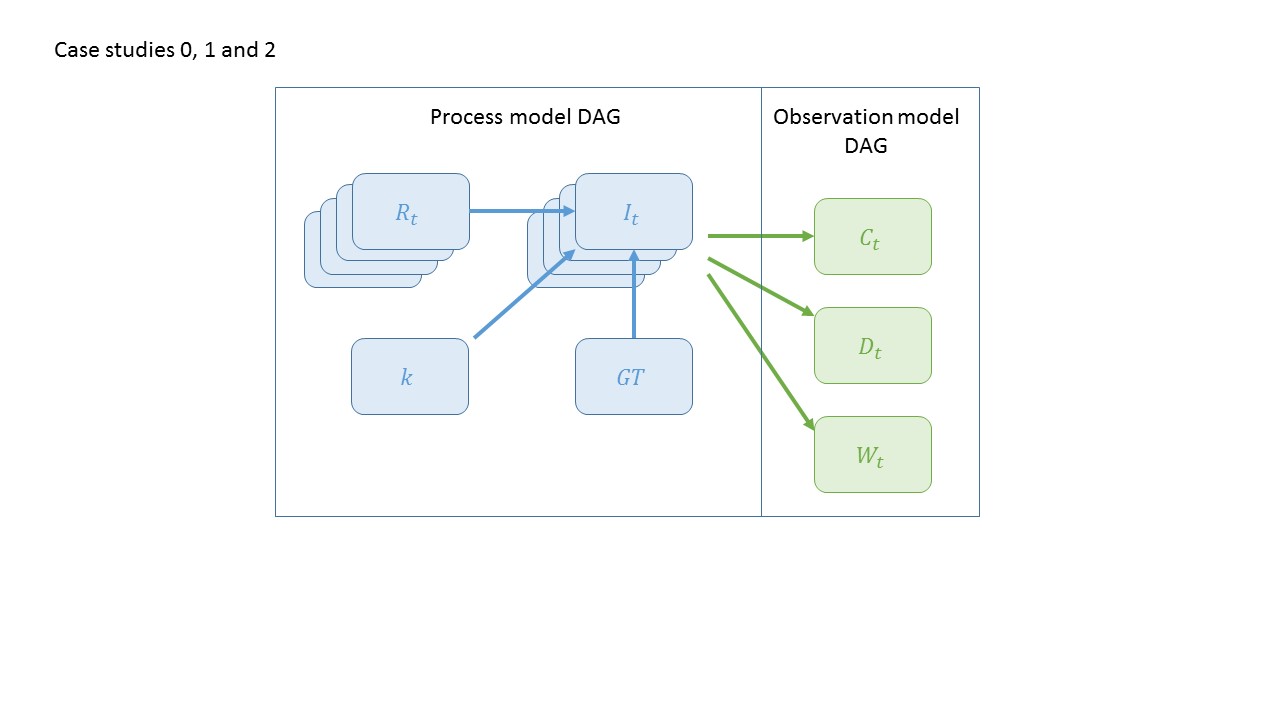 Case studies 0, 1 and 2
Process model DAG
Observation model
DAG
R_t
I_t
C_t
D_t
k
GT
W_t